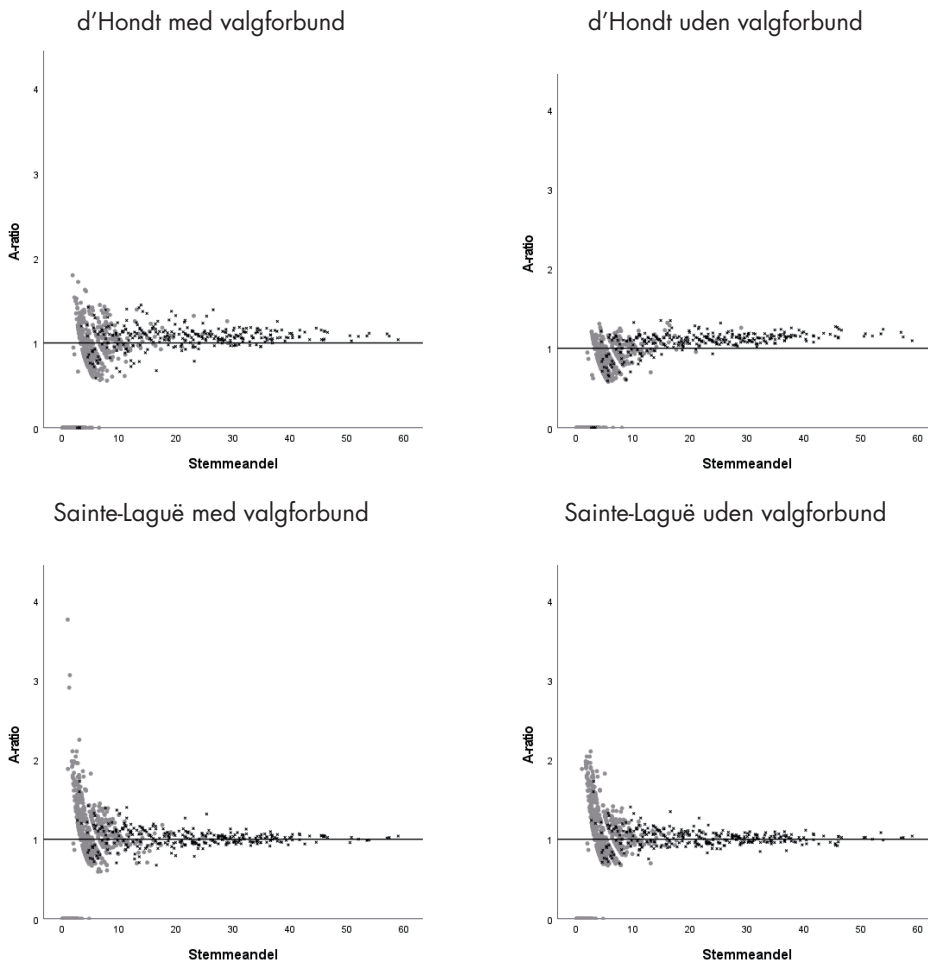 d’Hondt med valgforbund
4
3
2
1
0
A-ratio
0 10 20 30 40 50 60
Stemmeandel
d’Hondt uden valgforbund
4
3
2
1
0
A-ratio
0 10 20 30 40 50 60
Stemmeandel
Sainte-Laguë med valgforbund
4
3
2
1
0
A-ratio
0 10 20 30 40 50 60
Stemmeandel
Sainte-Laguë uden valgforbund
4
3
2
1
0
A-ratio
0 10 20 30 40 50 60
Stemmeandel